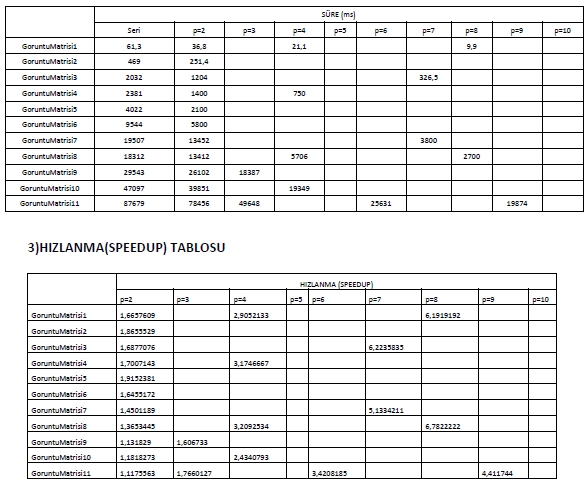 SÜRE (ms)
Seri p=2 p=3 p=4 p=5 p=6 p=7 p=8 p=9 p=10
GoruntuMatrisi1 61,3 36,8 21,1 9,9
GoruntuMatrisi2 469 251,4
GoruntuMatrisi3 2032 1204 326,5
GoruntuMatrisi4 2381 1400 750
GoruntuMatrisi5 4022 2100
GoruntuMatrisi6 9544 5800
GoruntuMatrisi7 19507 13452 3800
GoruntuMatrisi8 18312 13412 5706 2700
GoruntuMatrisi9 29543 26102 18387
GoruntuMatrisi10 47097 39851 19349
GoruntuMatrisi11 87679 78456 49648 25631 19874
3)HIZLANMA(SPEEDUP) TABLOSU
HIZLANMA (SPEEDUP)
p=2 p=3 p=4 p=5 p=6 p=7 p=8 p=9 p=10
GoruntuMatrisi1 1,6657609 2,9052133 6,1919192
GoruntuMatrisi2 1,8655529
GoruntuMatrisi3 1,6877076 6,2235835
GoruntuMatrisi4 1,7007143 3,1746667
GoruntuMatrisi5 1,9152381
GoruntuMatrisi6 1,6455172
GoruntuMatrisi7 1,4501189 5,1334211
GoruntuMatrisi8 1,3653445 3,2092534 6,7822222
GoruntuMatrisi9 1,131829 1,606733
GoruntuMatrisi10 1,1818273 2,4340793
GoruntuMatrisi11 1,1175563 1,7660127 3,4208185 4,411744